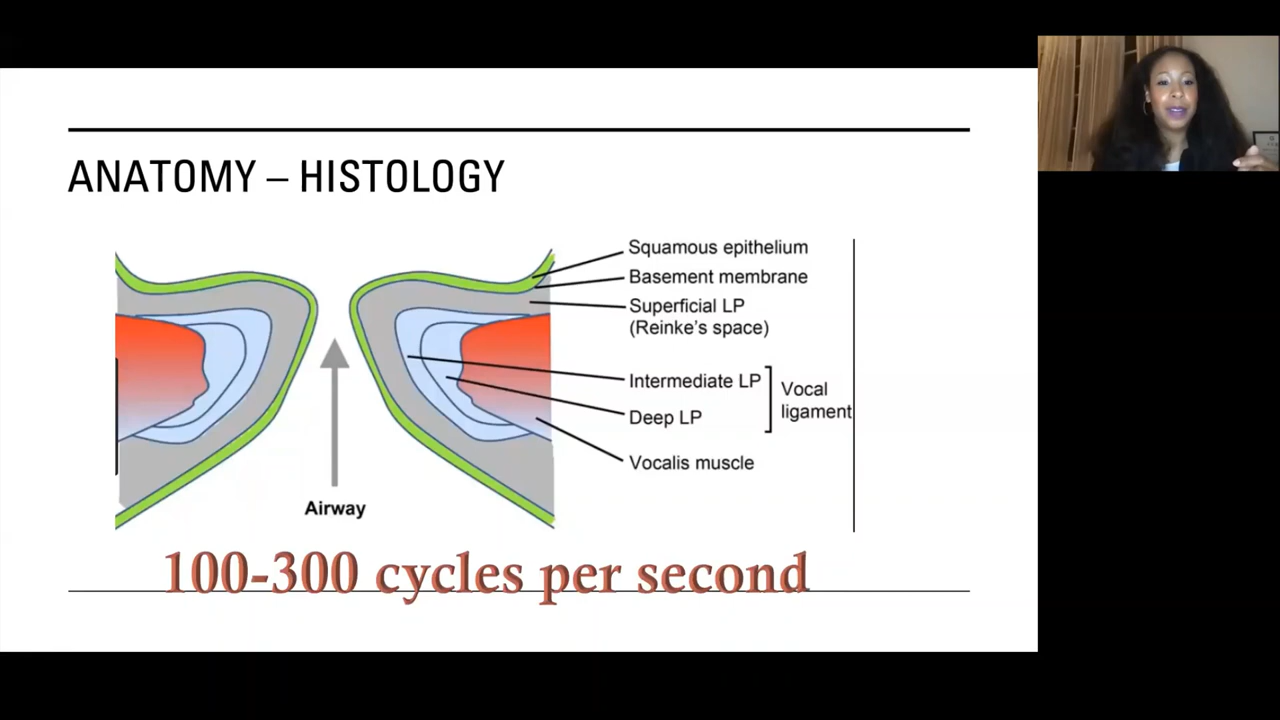 ANATOMY – HISTOLOGY
Squamous epithelium
Basement membrane
Superficial LP
(Reinke's space)
Intermediate LP
Deep LP
Vocal
ligament
Vocalis muscle
Airway
100-300 cycles per second